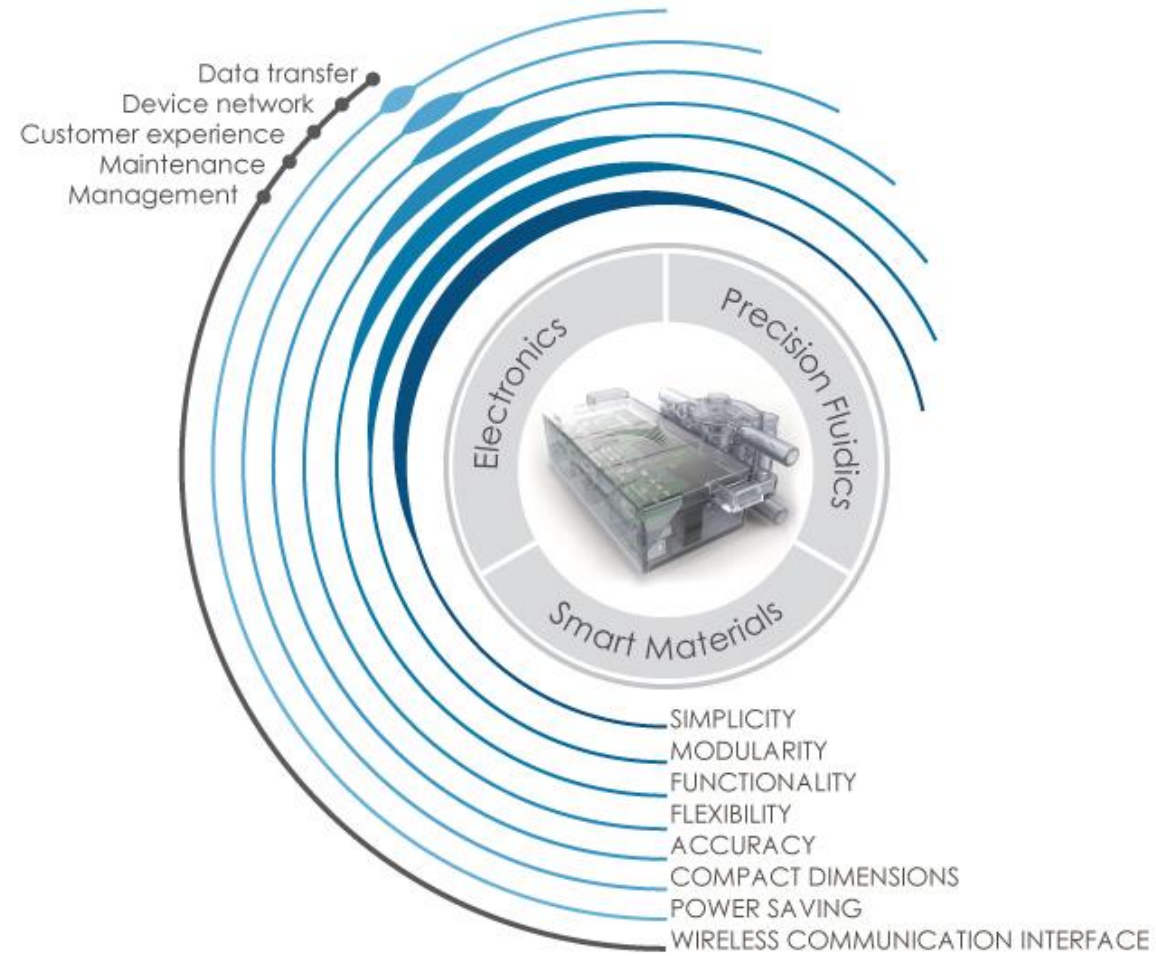 Data transfer
Device network
Customer experience
Maintenance
Management
Electronics
Precision Fluidics
Smart Materials
SIMPLICITY
MODULARITY
FUNCTIONALITY
FLEXIBILITY
ACCURACY
COMPACT DIMENSIONS
POWER SAVING
WIRELESS COMMUNICATION INTERFACE